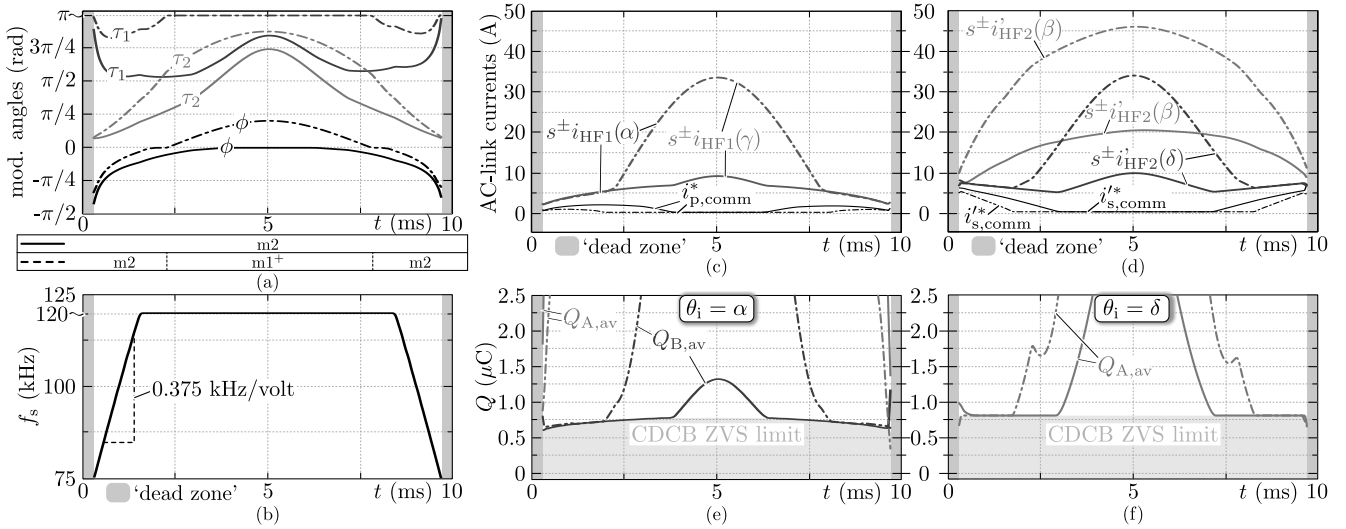 mod. angles (rad)
π~
3π/4
π/2
π/4
0
-π/4
-π/2
τ1
τ1
τ2
τ2
ϕ
ϕ
0
5
t (ms)
10
m2
m2
m1⁺
m2
(a)
fs (kHz)
125
120~
100
75
0.375 kHz/volt
0
'dead zone'
5
t (ms)
10
(b)
AC-link currents (A)
50
40
30
20
10
0
s±iHF1(α)
s±iHF1(γ)
i*p,comm
0
5
t (ms)
10
'dead zone'
(c)
50
40
30
20
10
0
s±i'HF2(β)
s±i'HF2(β)
s±i'HF2(δ)
i'*s,comm
i'*s,comm
0
5
t (ms)
10
'dead zone'
(d)
Q (μC)
2.5
2.0
1.5
1.0
0.5
0
θi = α
QA,av
QB,av
CDCB ZVS limit
0
5
t (ms)
10
(e)
2.5
2.0
1.5
1.0
0.5
0
θi = δ
QA,av
CDCB ZVS limit
0
5
t (ms)
10
(f)